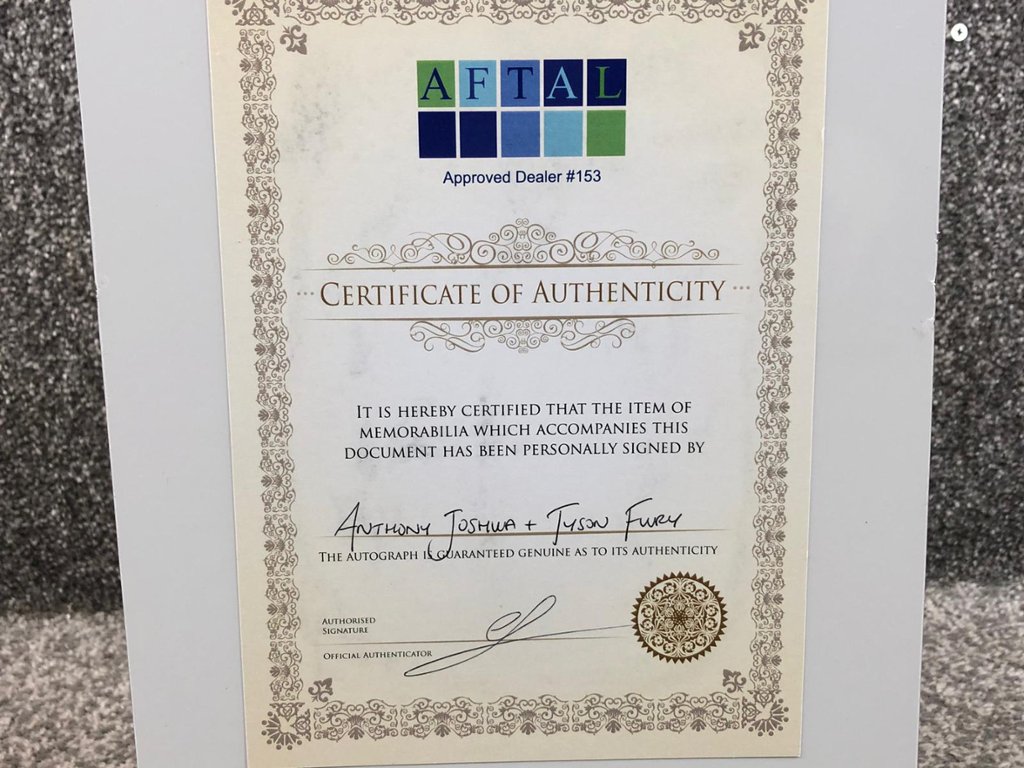 AFTAL
Approved Dealer #153
CERTIFICATE OF AUTHENTICITY
IT IS HEREBY CERTIFIED THAT THE ITEM OF
MEMORABILIA WHICH ACCOMPANIES THIS
DOCUMENT HAS BEEN PERSONALLY SIGNED BY
ANTHONY JOSHUA + TYSON FURY
THE AUTOGRAPH IS GUARANTEED GENUINE AS TO ITS AUTHENTICITY
AUTHORISED
SIGNATURE
OFFICIAL AUTHENTICATOR